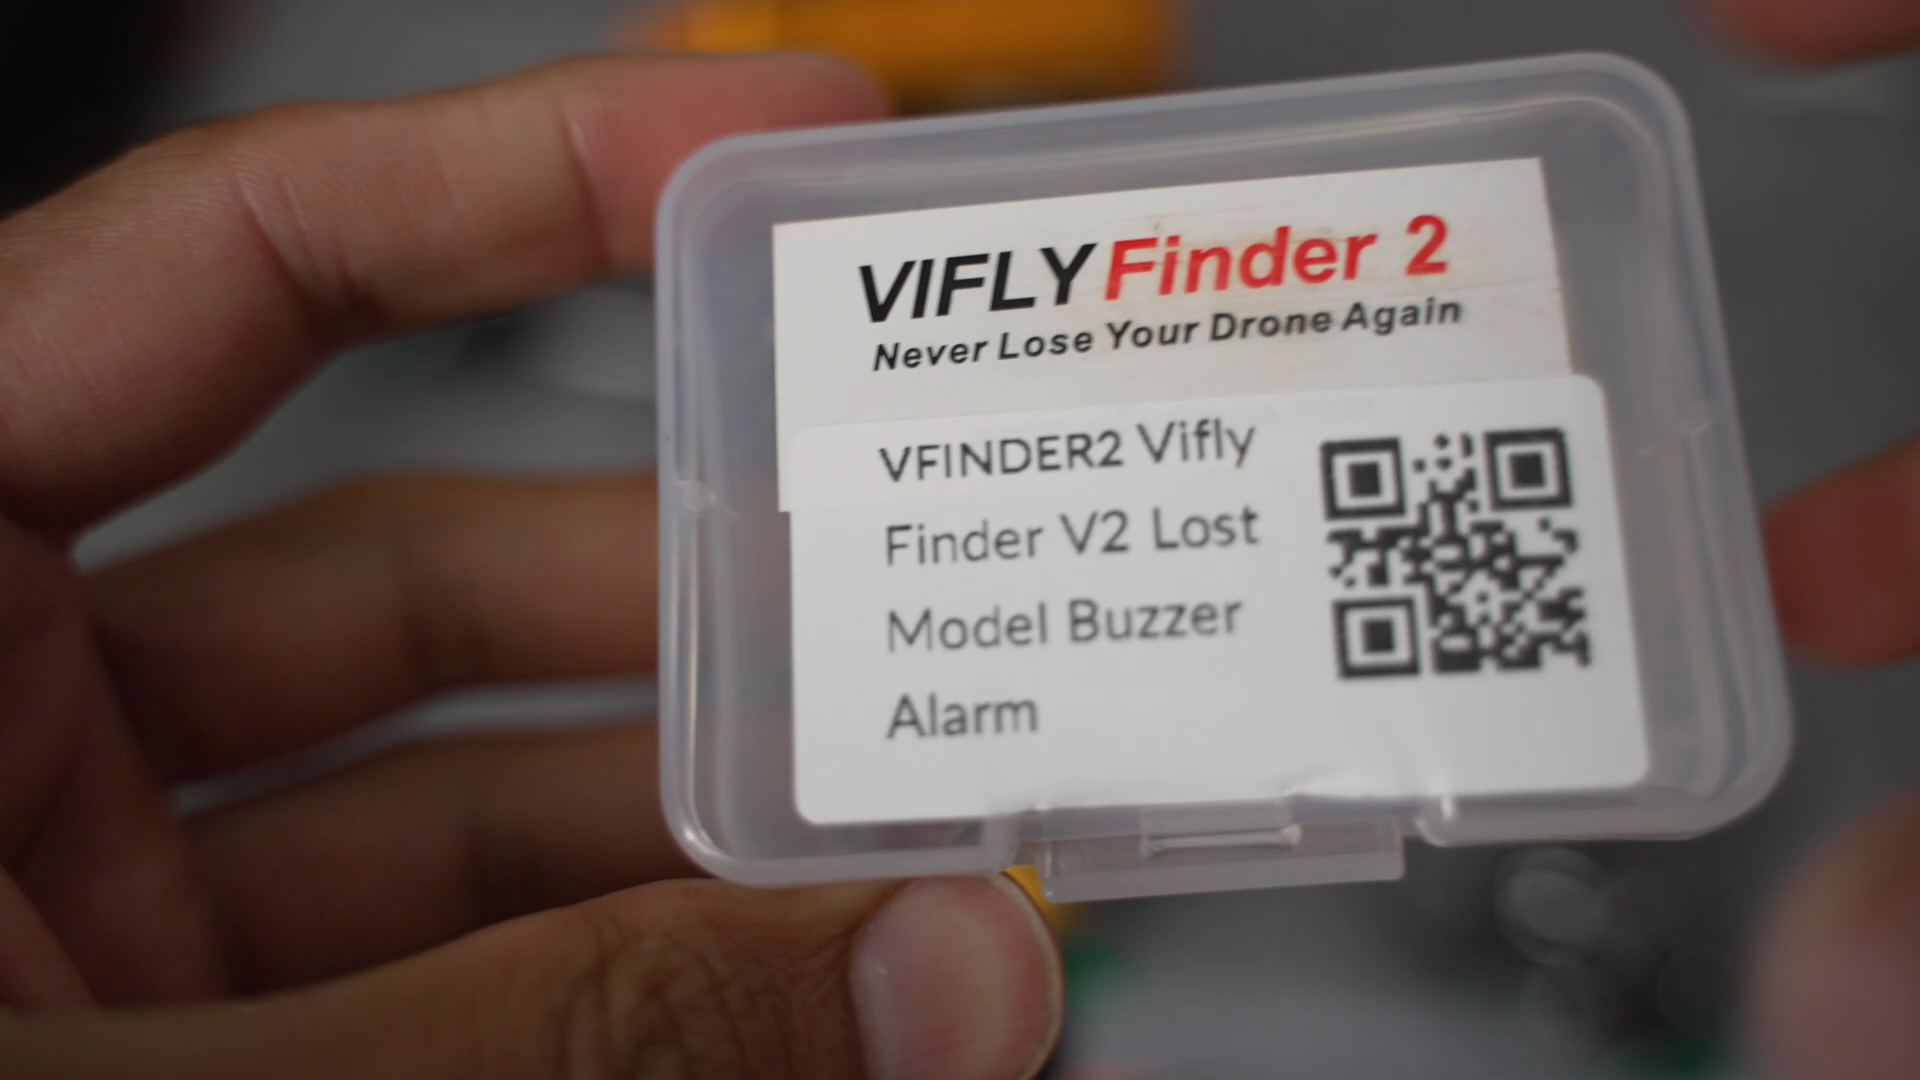 VIFLY Finder 2
Never Lose Your Drone Again
VFINDER2 Vifly
Finder V2 Lost
Model Buzzer
Alarm